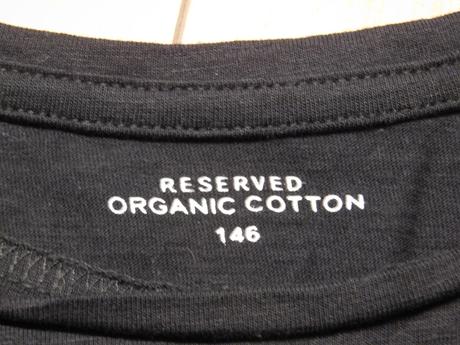 RESERVED
ORGANIC COTTON
146